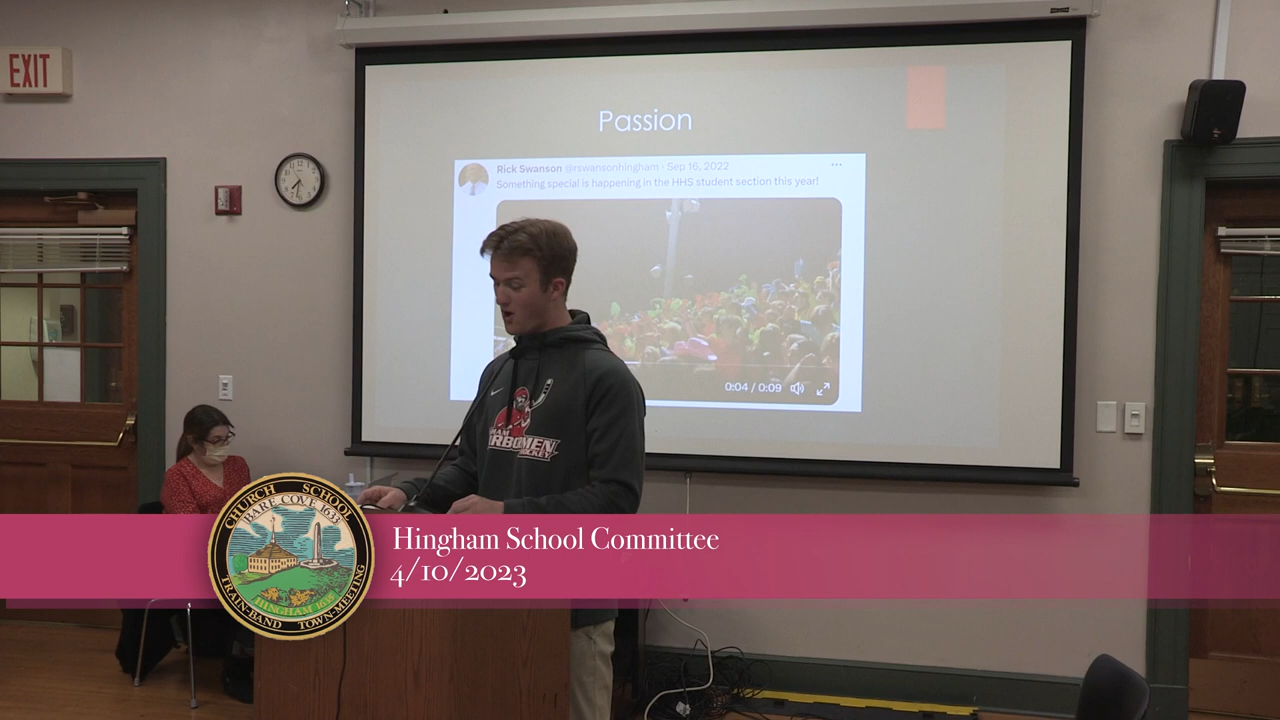 EXIT
Passion
Rick Swanson @rswansonhingham · Sep 16, 2022
Something special is happening in the HHS student section this year!
0:04 / 0:09
HOCKEY
Hingham School Committee
4/10/2023
CHURCH SCHOOL
BARE COVE 1633
HINGHAM 1635
TRAIN-BAND TOWN-MEETING